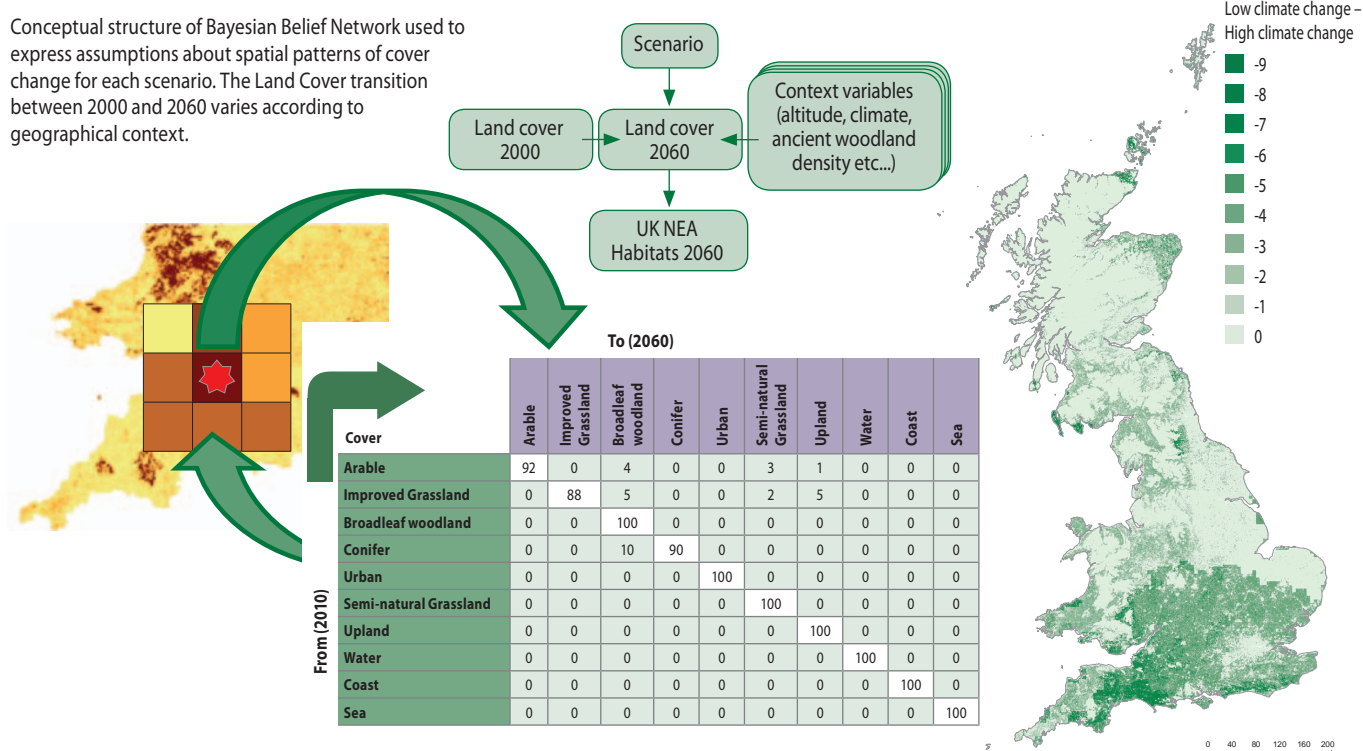 Conceptual structure of Bayesian Belief Network used to
express assumptions about spatial patterns of cover
change for each scenario. The Land Cover transition
between 2000 and 2060 varies according to
geographical context.
Scenario
Land cover
2000
Land cover
2060
Context variables
(altitude, climate,
ancient woodland
density etc...)
UK NEA
Habitats 2060
Low climate change –
High climate change
-9
-8
-7
-6
-5
-4
-3
-2
-1
0
To (2060)
From (2010)
Cover
Arable
Improved
Grassland
Broadleaf
woodland
Conifer
Urban
Semi-natural
Grassland
Upland
Water
Coast
Sea
Arable 92 0 4 0 0 3 1 0 0 0
Improved Grassland 0 88 5 0 0 2 5 0 0 0
Broadleaf woodland 0 0 100 0 0 0 0 0 0 0
Conifer 0 0 10 90 0 0 0 0 0 0
Urban 0 0 0 0 100 0 0 0 0 0
Semi-natural Grassland 0 0 0 0 0 100 0 0 0 0
Upland 0 0 0 0 0 0 100 0 0 0
Water 0 0 0 0 0 0 0 100 0 0
Coast 0 0 0 0 0 0 0 0 100 0
Sea 0 0 0 0 0 0 0 0 0 100
0 40 80 120 160 200